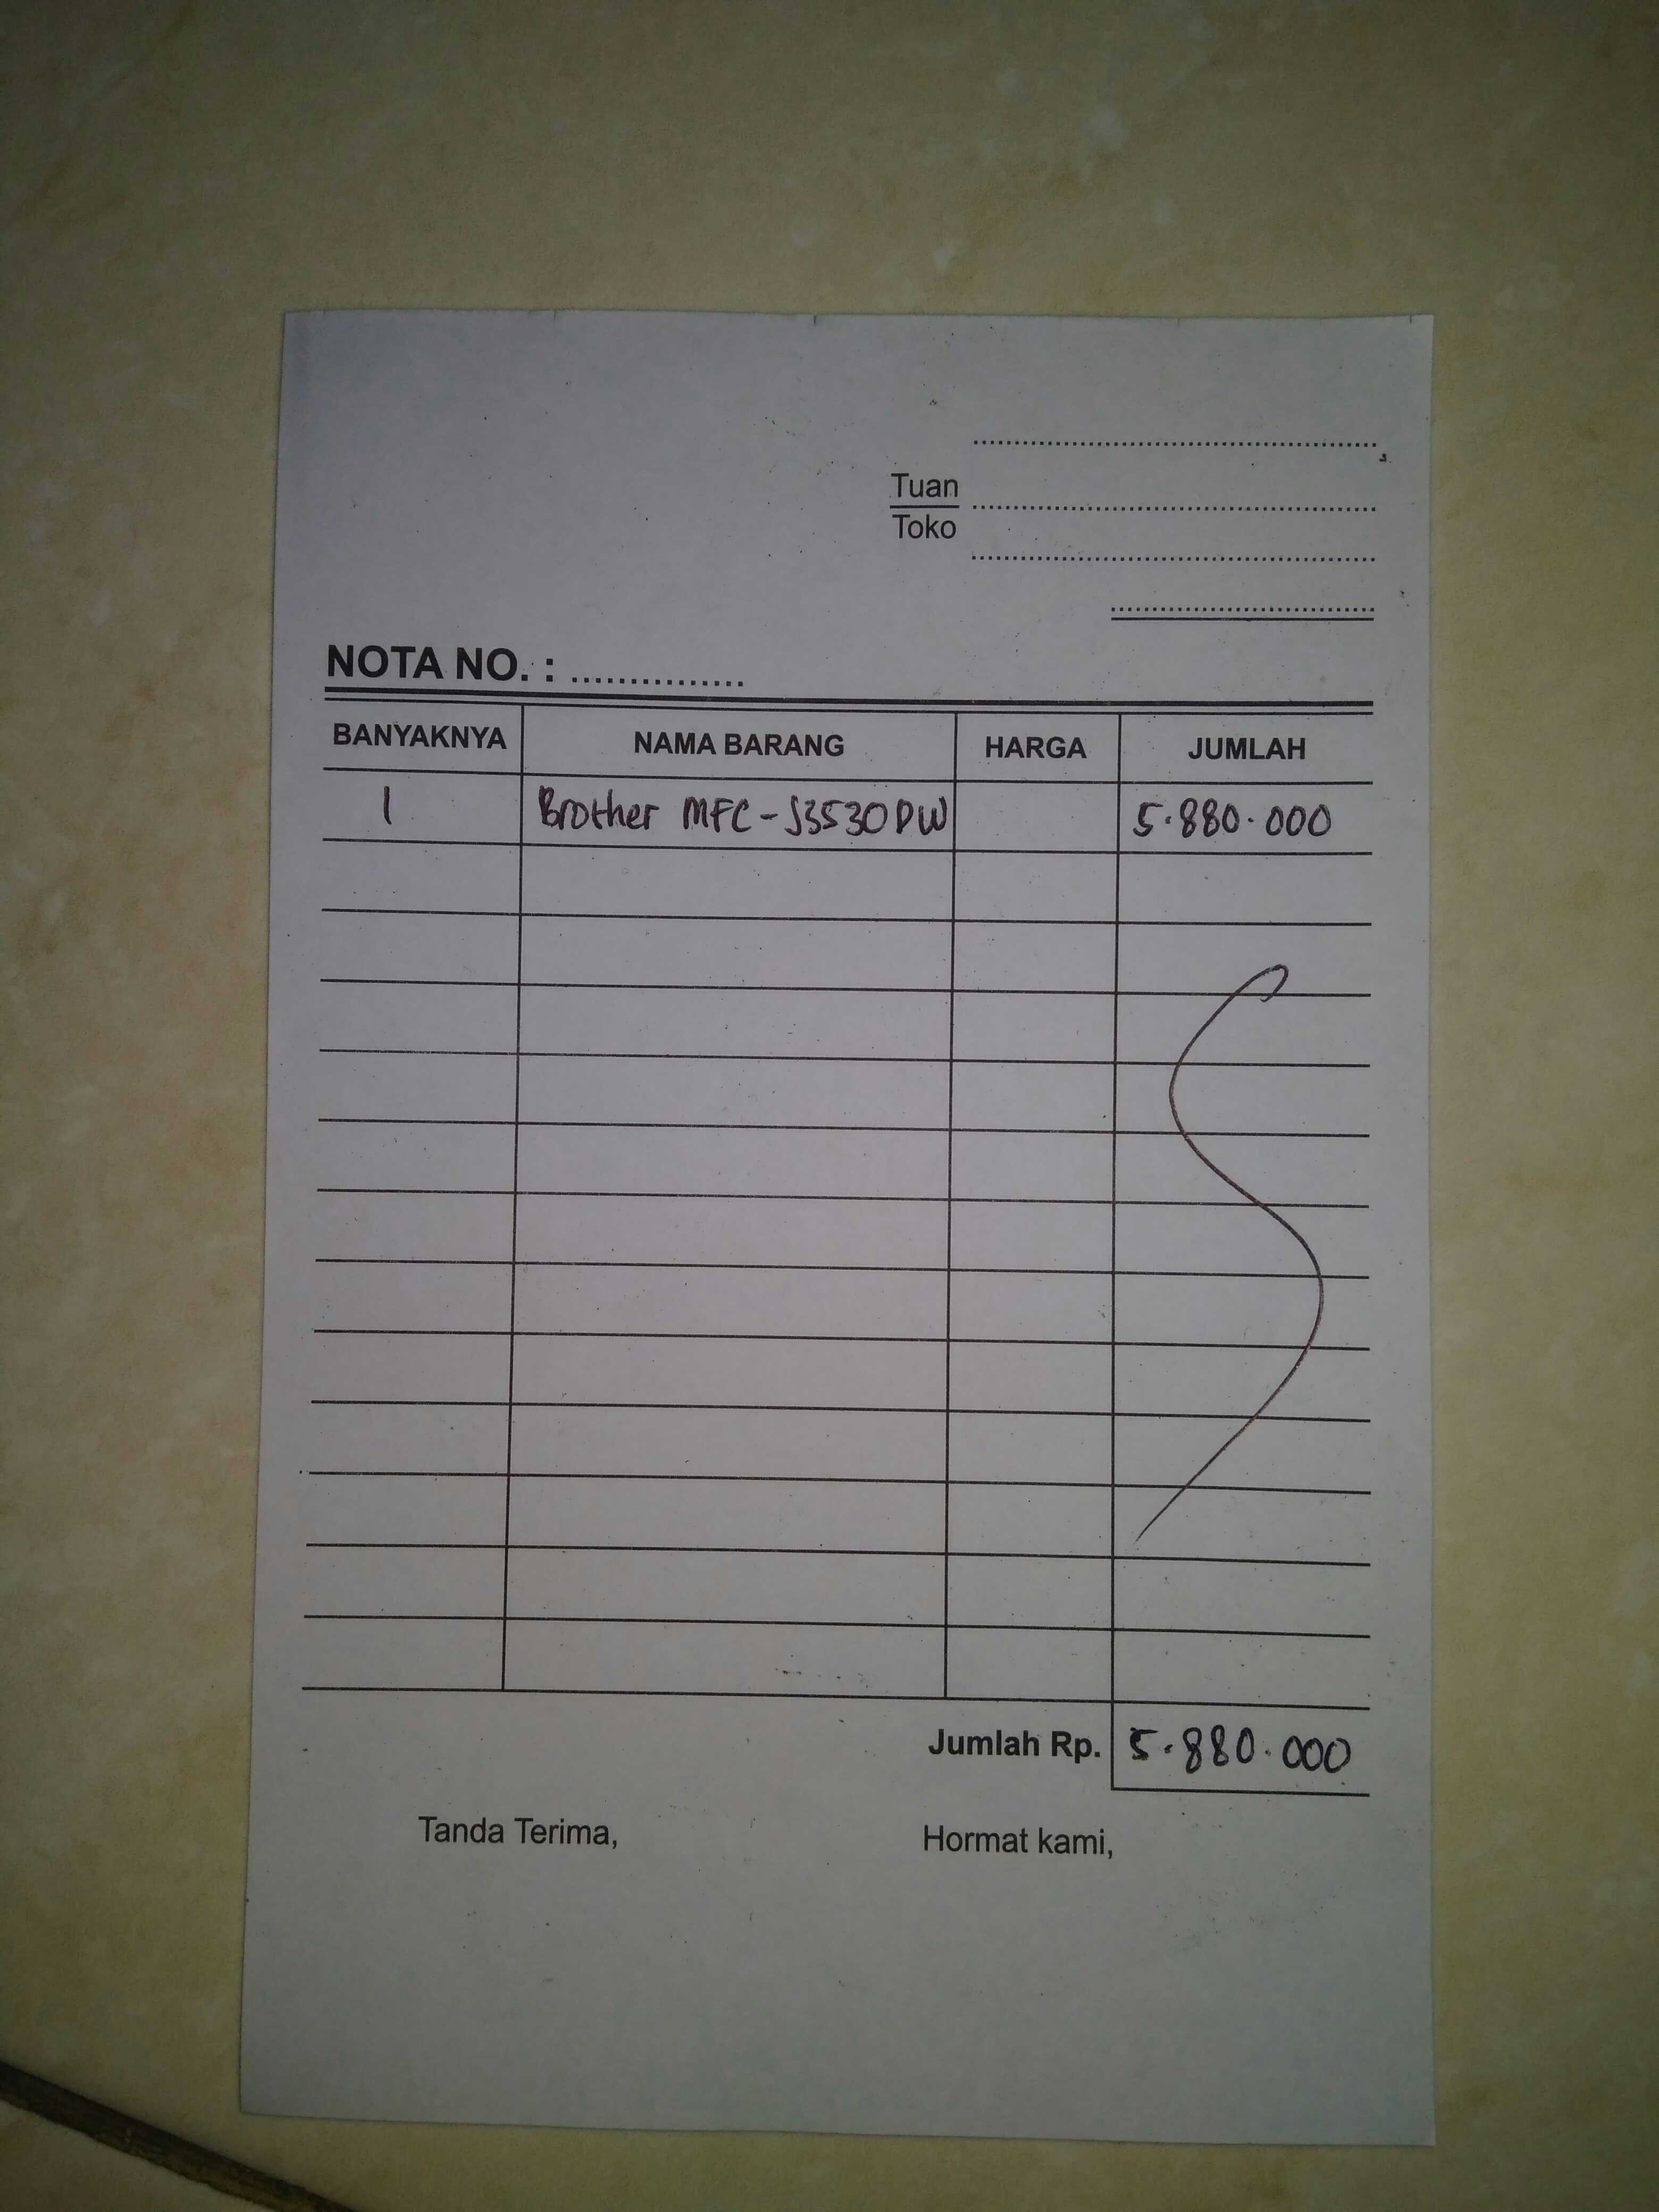 Tuan
Toko
NOTA NO. : ...............
BANYAKNYA NAMA BARANG HARGA JUMLAH
1 Brother MFC-J3530DW 5.880.000
Jumlah Rp. 5.880.000
Tanda Terima, Hormat kami,